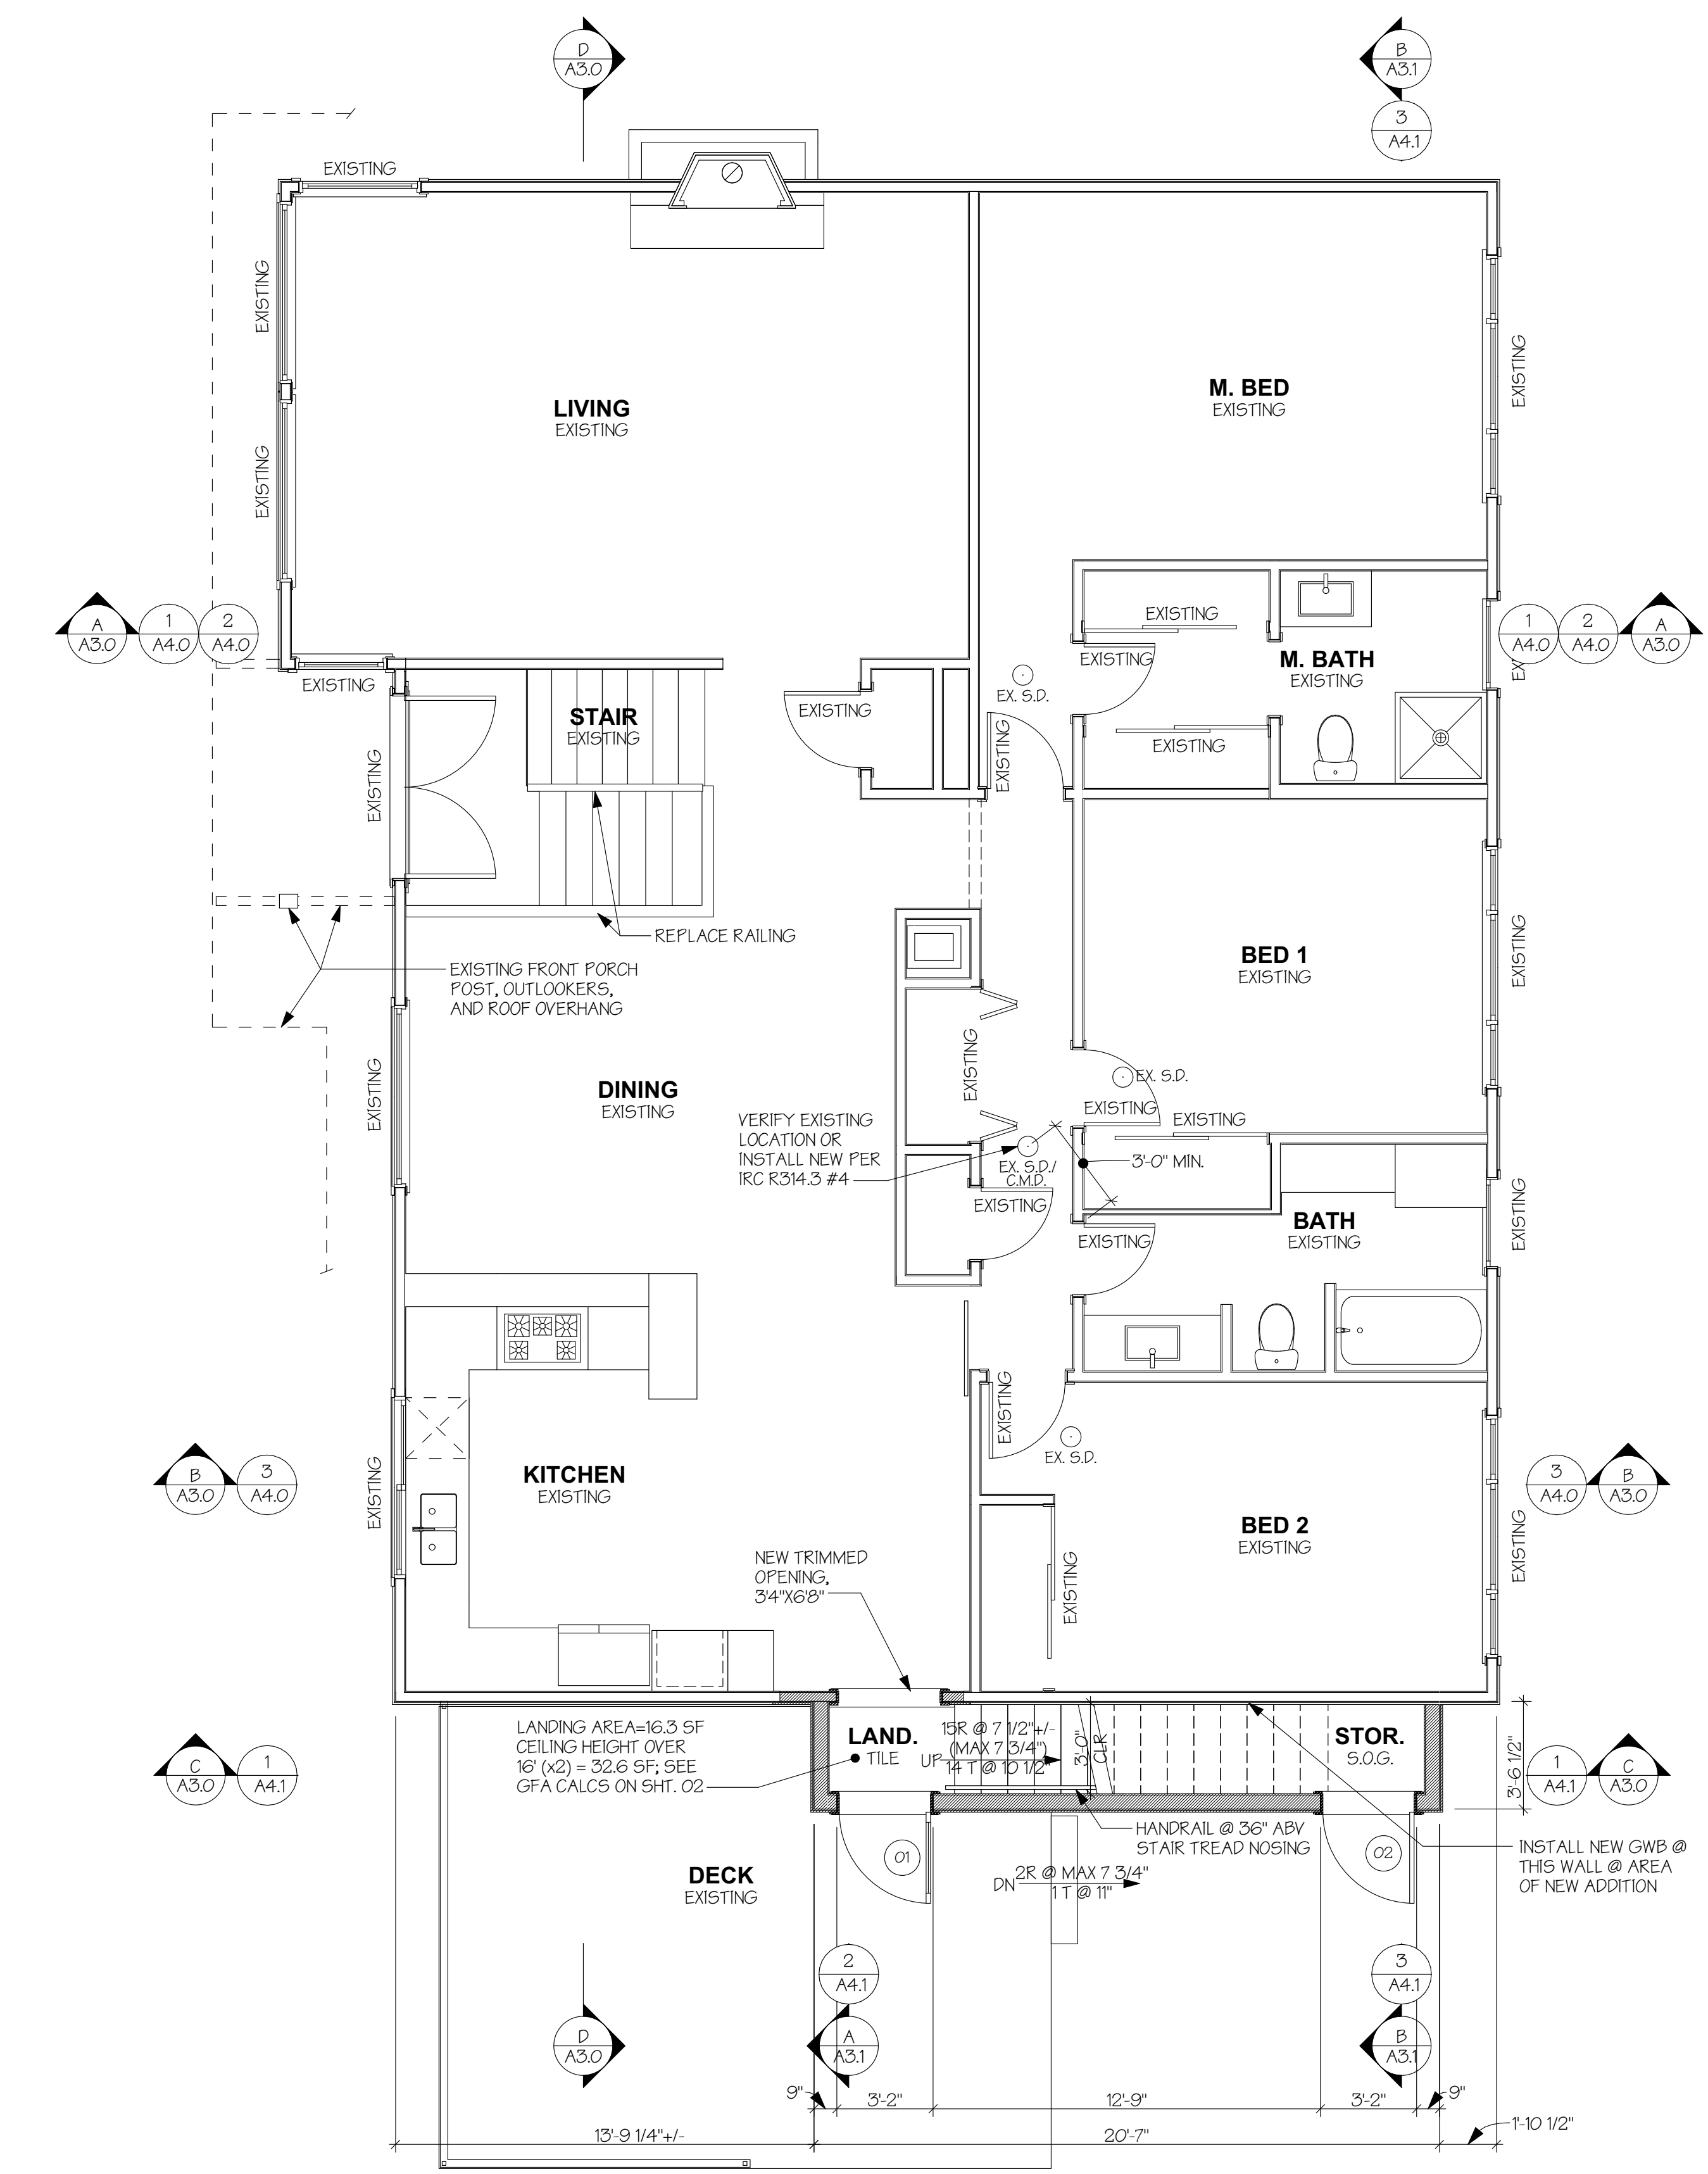 D
A3.0
B
A3.1
3
A4.1
EXISTING
EXISTING
EXISTING
LIVING
EXISTING
M. BED
EXISTING
EXISTING
A
A3.0
1
A4.0
2
A4.0
EXISTING
EXISTING
EXISTING
M. BATH
EXISTING
1
A4.0
2
A4.0
A
A3.0
EX. S.D.
STAIR
EXISTING
EXISTING
EXISTING
EXISTING
EXISTING
REPLACE RAILING
EXISTING FRONT PORCH
POST, OUTLOOKERS,
AND ROOF OVERHANG
BED 1
EXISTING
EXISTING
EXISTING
EXISTING
DINING
EXISTING
EX. S.D.
EXISTING
EXISTING
VERIFY EXISTING
LOCATION OR
INSTALL NEW PER
IRC R314.3 #4
EX. S.D./
C.M.D.
3'-0" MIN.
EXISTING
BATH
EXISTING
EXISTING
EXISTING
EXISTING
EX. S.D.
B
A3.0
3
A4.0
EXISTING
KITCHEN
EXISTING
BED 2
EXISTING
EXISTING
EXISTING
3
A4.0
B
A3.0
NEW TRIMMED
OPENING,
3'4"X6'8"
LANDING AREA=16.3 SF
CEILING HEIGHT OVER
16' (x2) = 32.6 SF; SEE
GFA CALCS ON SHT. 02
LAND.
TILE
UP
15R @ 7 1/2"+/-
(MAX 7 3/4")
14 T @ 10 1/2"
3'-0"
CLR
STOR.
S.O.G.
C
A3.0
1
A4.1
1
A4.1
C
A3.0
3'-6 1/2"
HANDRAIL @ 36" ABV
STAIR TREAD NOSING
INSTALL NEW GWB @
THIS WALL @ AREA
OF NEW ADDITION
01
02
DECK
EXISTING
DN
2R @ MAX 7 3/4"
1 T @ 11"
2
A4.1
3
A4.1
D
A3.0
A
A3.1
B
A3.1
9"
3'-2"
12'-9"
3'-2"
9"
13'-9 1/4"+/-
20'-7"
1'-10 1/2"